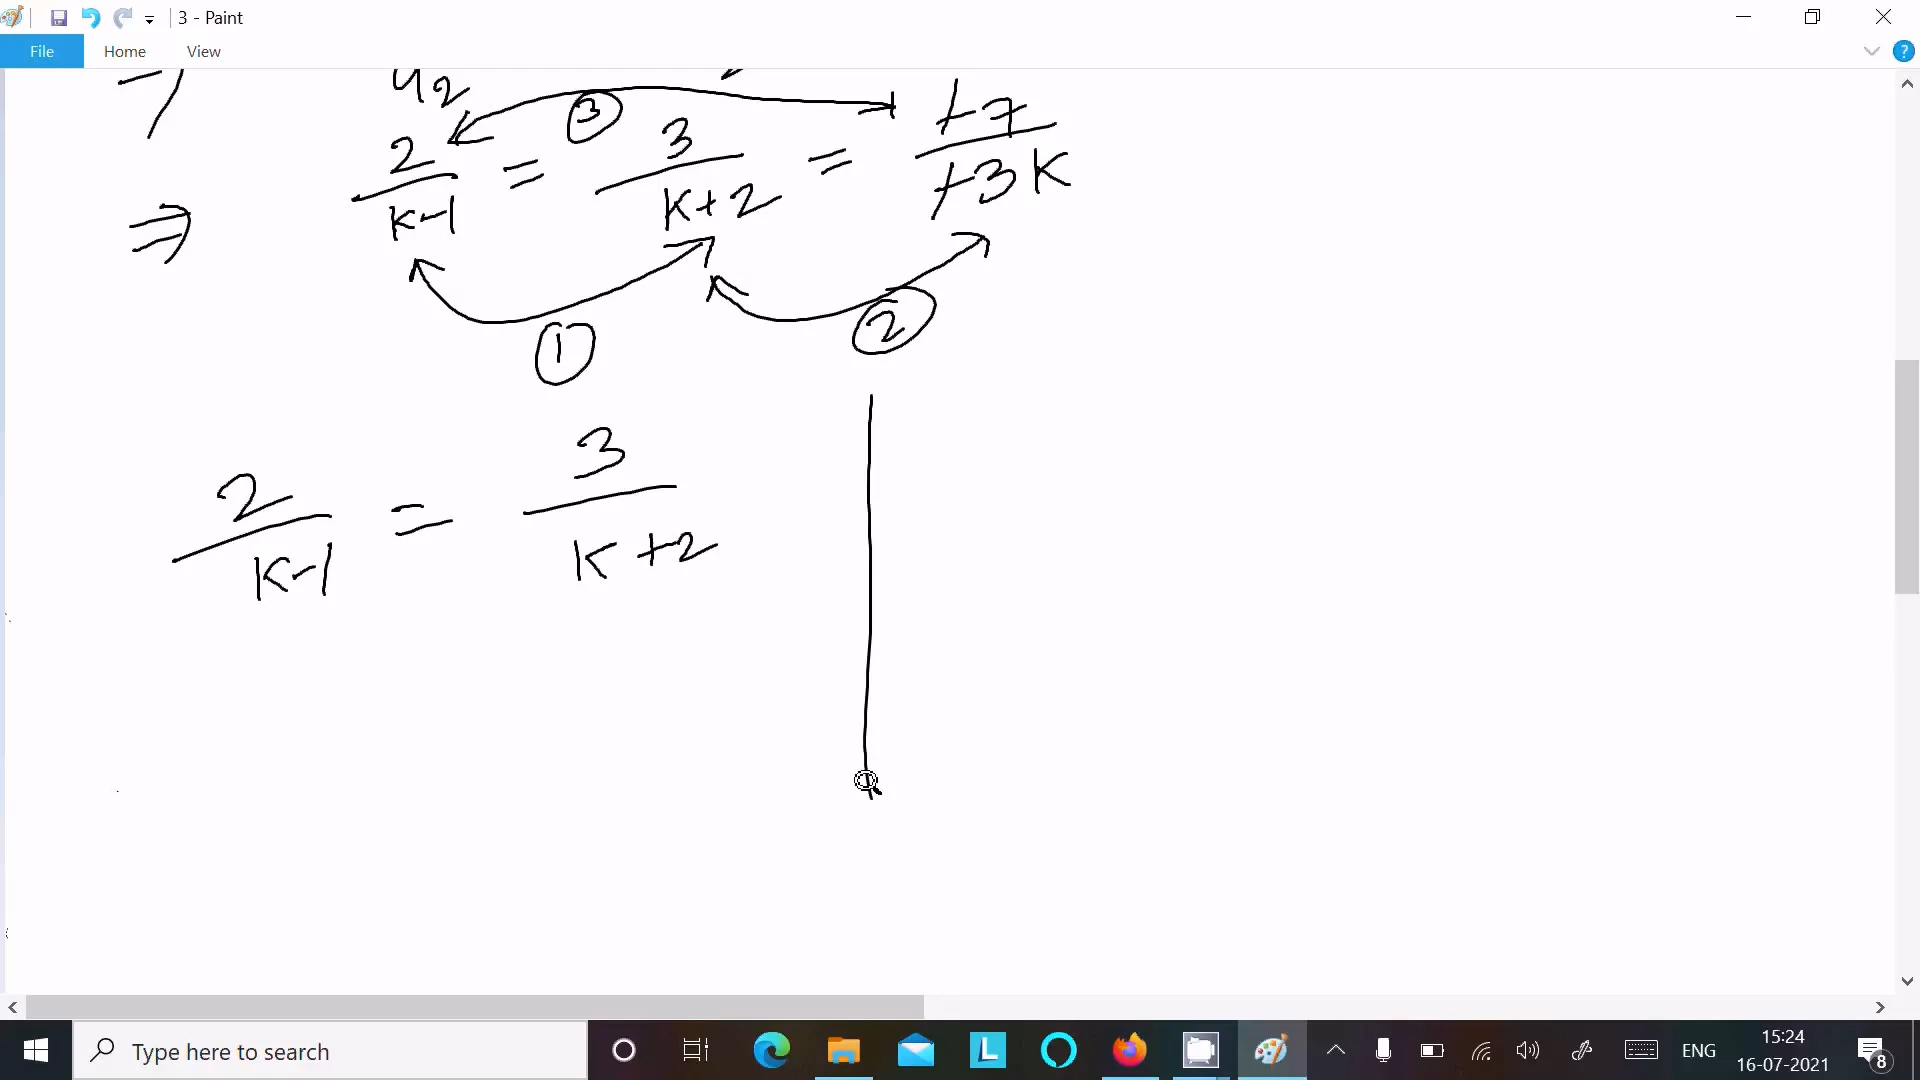 3 - Paint
File Home View
a2
③
2/k-1 = 3/k+2 = -7/-3k
⇒
① ②
2/k-1 = 3/k+2
Type here to search
ENG
15:24
16-07-2021
8